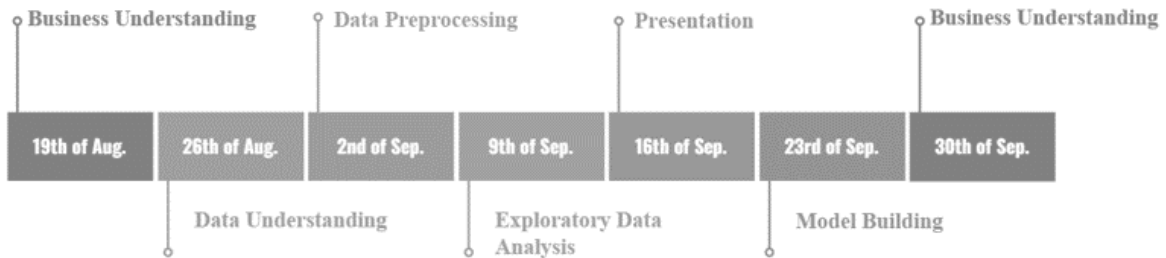 Business Understanding
Data Preprocessing
Presentation
Business Understanding
19th of Aug.
26th of Aug.
2nd of Sep.
9th of Sep.
16th of Sep.
23rd of Sep.
30th of Sep.
Data Understanding
Exploratory Data
Analysis
Model Building